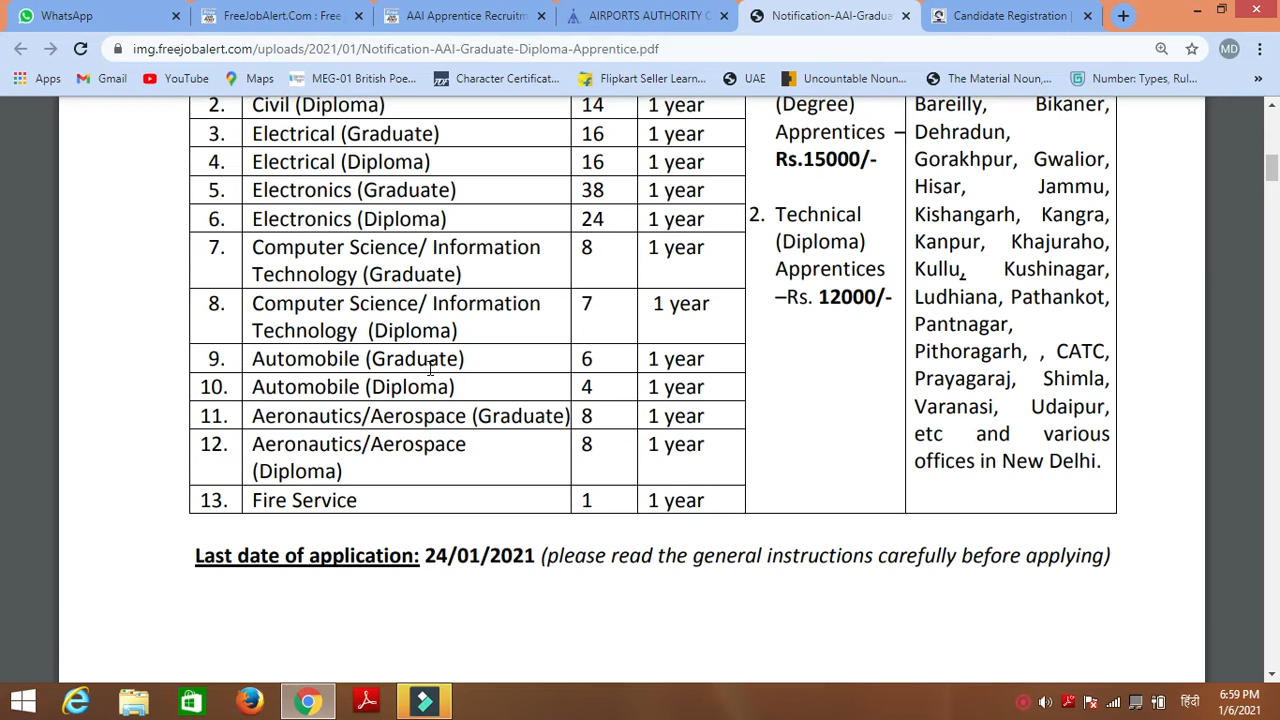 WhatsApp
FreeJobAlert.Com : Free
AAI Apprentice Recruitm
AIRPORTS AUTHORITY O
Notification-AAI-Gradua
Candidate Registration
img.freejobalert.com/uploads/2021/01/Notification-AAI-Graduate-Diploma-Apprentice.pdf
MD
Apps
Gmail
YouTube
Maps
MEG-01 British Poe...
Character Certificat...
Flipkart Seller Learn...
UAE
Uncountable Noun...
The Material Noun,...
Number: Types, Rul...
»
2. Civil (Diploma) 14 1 year
3. Electrical (Graduate) 16 1 year
4. Electrical (Diploma) 16 1 year
5. Electronics (Graduate) 38 1 year
6. Electronics (Diploma) 24 1 year
7. Computer Science/ Information 8 1 year
Technology (Graduate)
8. Computer Science/ Information 7 1 year
Technology (Diploma)
9. Automobile (Graduate) 6 1 year
10. Automobile (Diploma) 4 1 year
11. Aeronautics/Aerospace (Graduate) 8 1 year
12. Aeronautics/Aerospace 8 1 year
(Diploma)
13. Fire Service 1 1 year
(Degree)
Apprentices –
Rs.15000/-
2. Technical
(Diploma)
Apprentices
–Rs. 12000/-
Bareilly, Bikaner,
Dehradun,
Gorakhpur, Gwalior,
Hisar, Jammu,
Kishangarh, Kangra,
Kanpur, Khajuraho,
Kullu, Kushinagar,
Ludhiana, Pathankot,
Pantnagar,
Pithoragarh, , CATC,
Prayagaraj, Shimla,
Varanasi, Udaipur,
etc and various
offices in New Delhi.
Last date of application: 24/01/2021 (please read the general instructions carefully before applying)
हिंदी
6:59 PM
1/6/2021